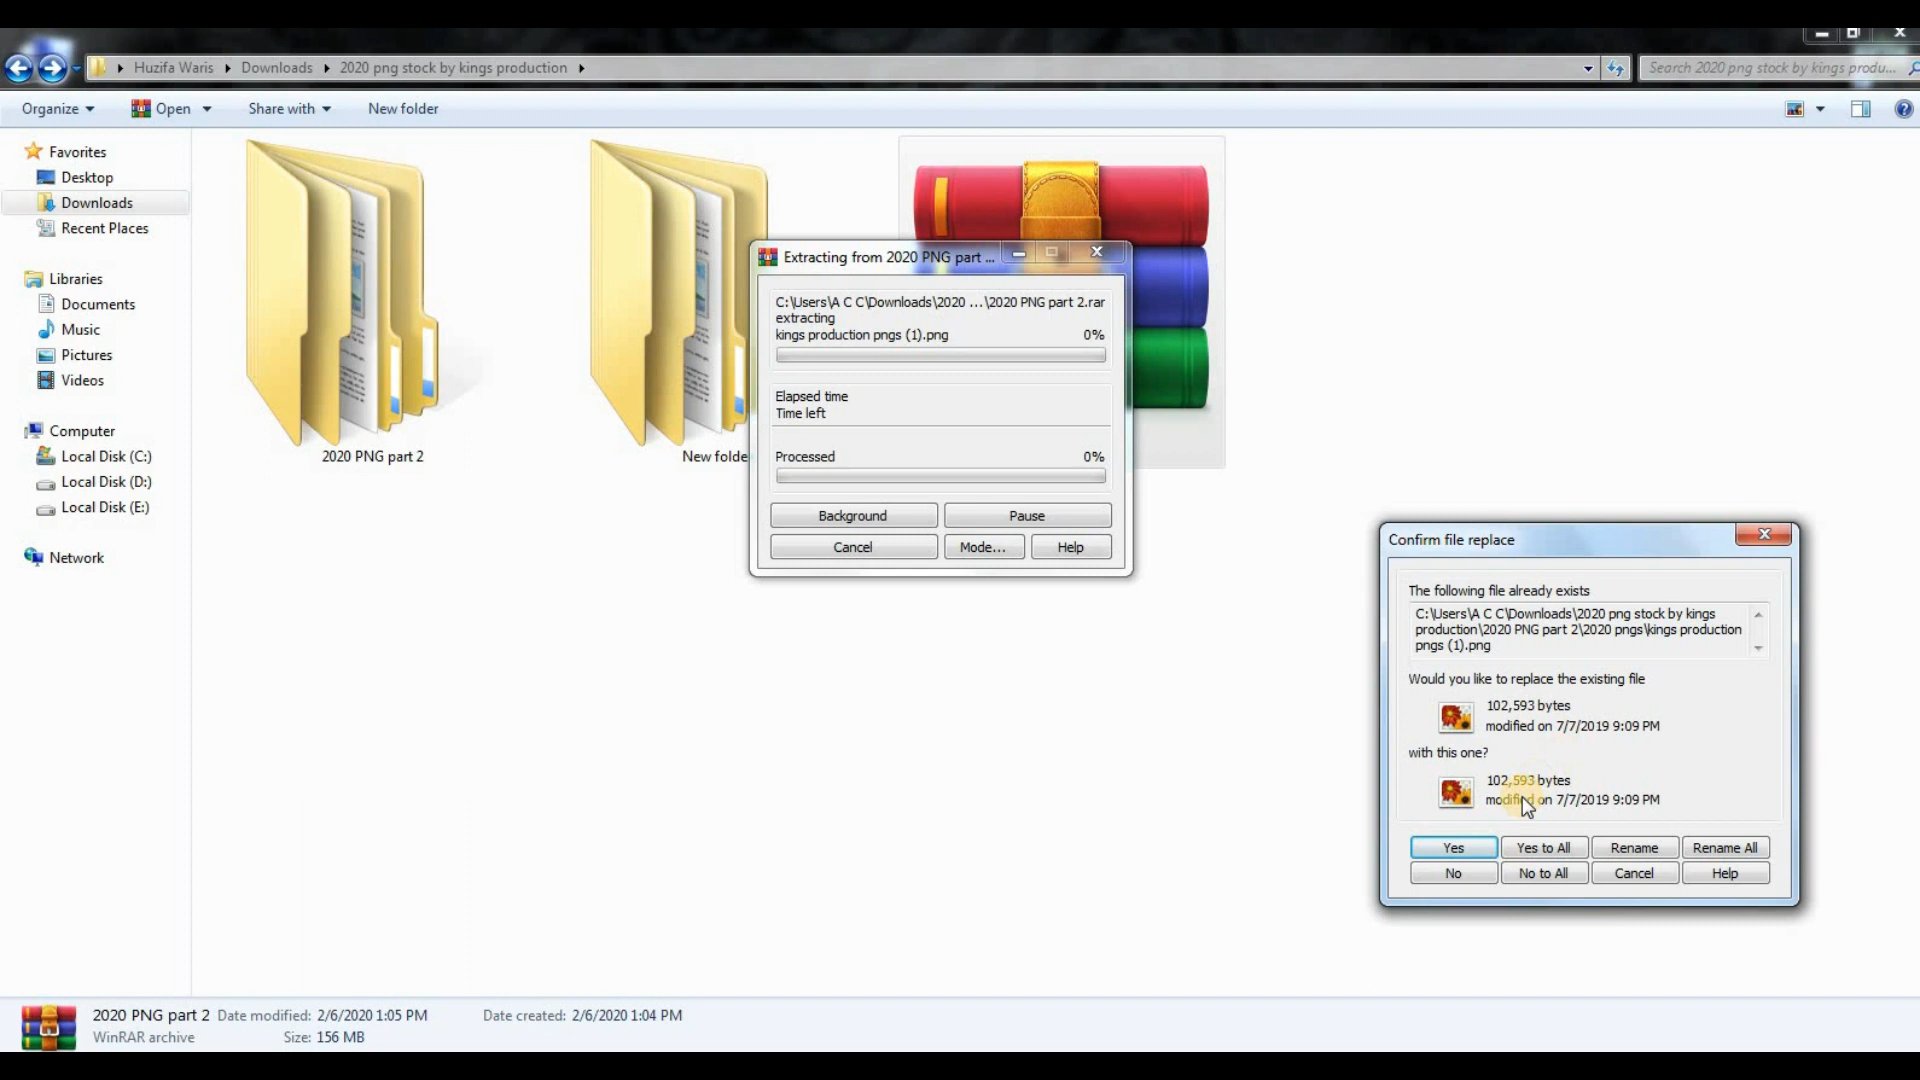 Huzifa Waris Downloads 2020 png stock by kings production
Search 2020 png stock by kings produ...
Organize Open Share with New folder
Favorites
Desktop
Downloads
Recent Places
Libraries
Documents
Music
Pictures
Videos
Computer
Local Disk (C:)
Local Disk (D:)
Local Disk (E:)
Network
2020 PNG part 2
New folde
Extracting from 2020 PNG part ...
C:\Users\A C C\Downloads\2020 ...\2020 PNG part 2.rar
extracting
kings production pngs (1).png 0%
Elapsed time
Time left
Processed 0%
Background Pause
Cancel Mode... Help
Confirm file replace
The following file already exists
C:\Users\A C C\Downloads\2020 png stock by kings
production\2020 PNG part 2\2020 pngs\kings production
pngs (1).png
Would you like to replace the existing file
102,593 bytes
modified on 7/7/2019 9:09 PM
with this one?
102,593 bytes
modified on 7/7/2019 9:09 PM
Yes Yes to All Rename Rename All
No No to All Cancel Help
2020 PNG part 2 Date modified: 2/6/2020 1:05 PM Date created: 2/6/2020 1:04 PM
WinRAR archive Size: 156 MB